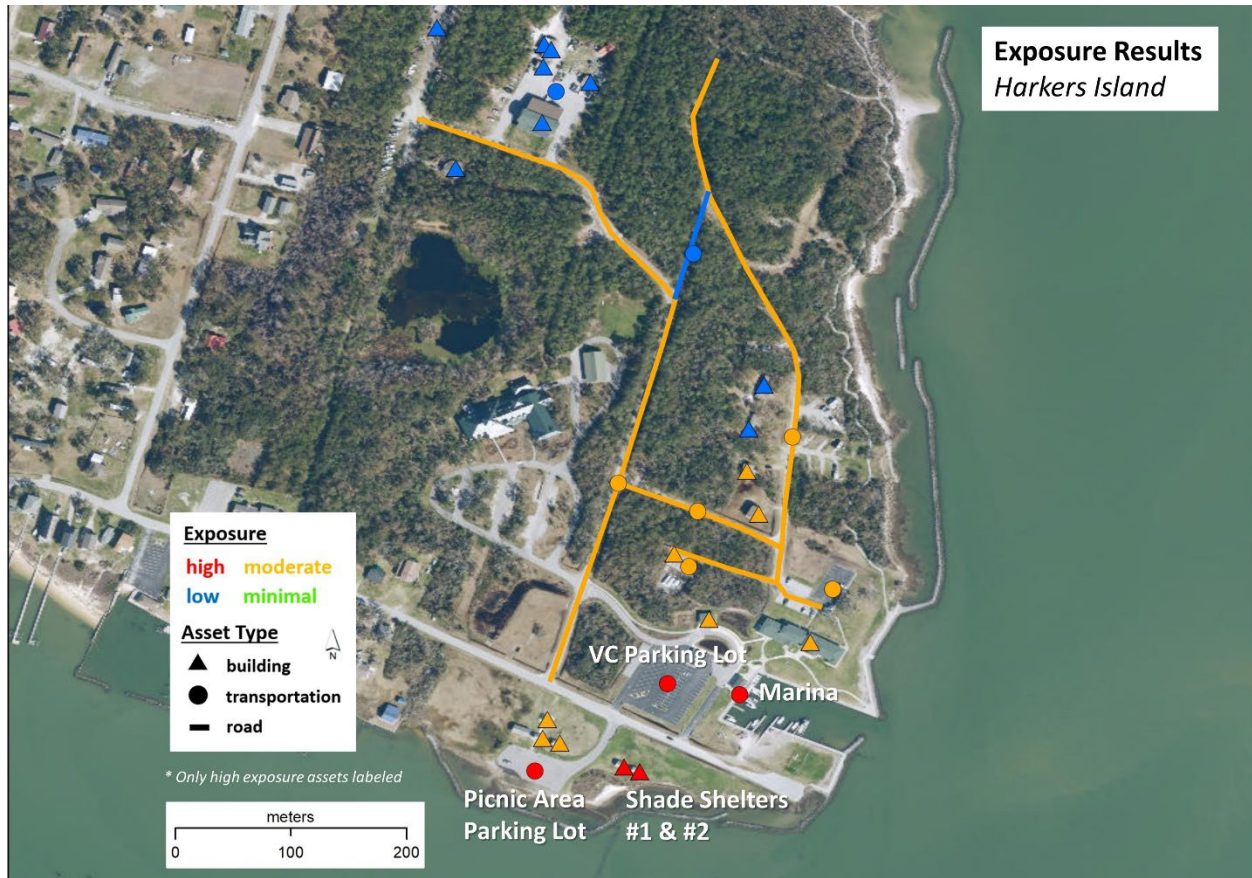 Exposure Results
Harkers Island
Exposure
high moderate
low minimal
Asset Type
N
building
transportation
road
* Only high exposure assets labeled
meters
0 100 200
VC Parking Lot
Marina
Picnic Area
Parking Lot
Shade Shelters
#1 & #2